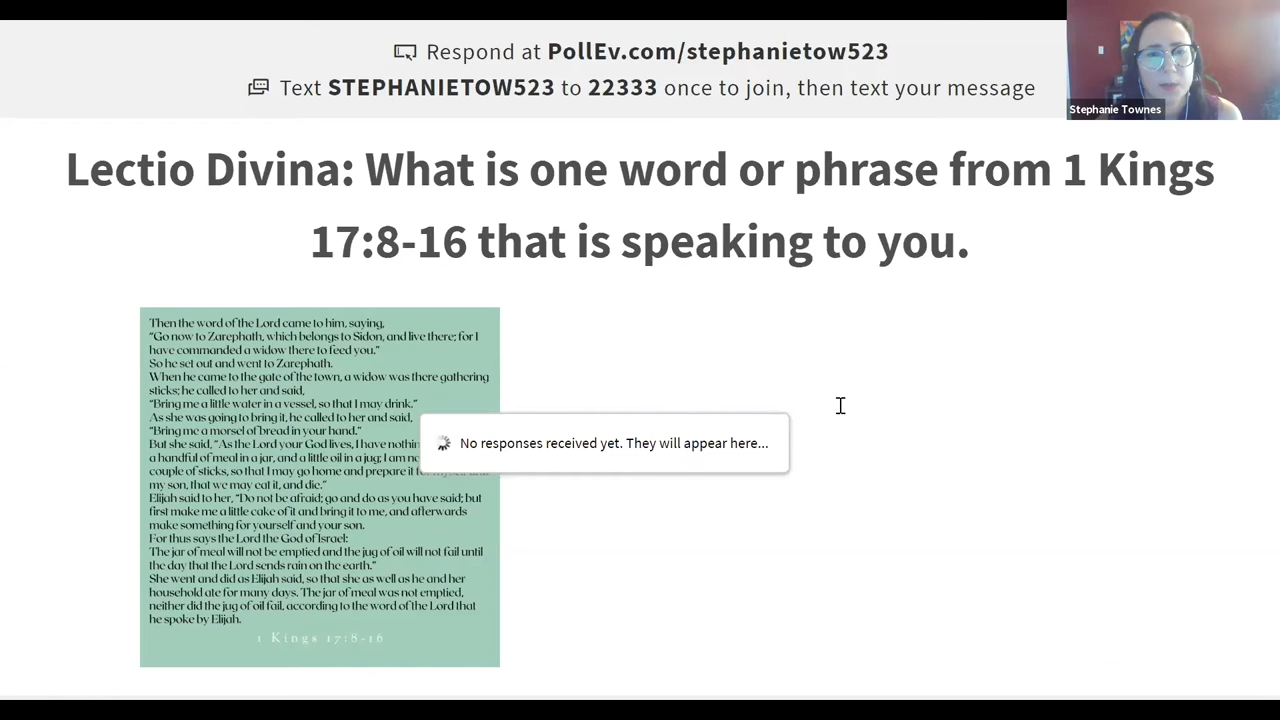 Respond at PollEv.com/stephanietow523
Text STEPHANIETOW523 to 22333 once to join, then text your message
Stephanie Townes
Lectio Divina: What is one word or phrase from 1 Kings
17:8-16 that is speaking to you.
Then the word of the Lord came to him, saying,
“Go now to Zarephath, which belongs to Sidon, and live there; for I
have commanded a widow there to feed you.”
So he set out and went to Zarephath.
When he came to the gate of the town, a widow was there gathering
sticks; he called to her and said,
“Bring me a little water in a vessel, so that I may drink.”
As she was going to bring it, he called to her and said,
“Bring me a morsel of bread in your hand.”
But she said, “As the Lord your God lives, I have
a handful of meal in a jar, and a little oil in a jug; I am
couple of sticks, so that I may go home and prepare it
my son, that we may eat it, and die.”
Elijah said to her, “Do not be afraid; go and do as you have said; but
first make me a little cake of it and bring it to me, and afterwards
make something for yourself and your son.
For thus says the Lord the God of Israel:
The jar of meal will not be emptied and the jug of oil will not fail until
the day that the Lord sends rain on the earth.”
She went and did as Elijah said, so that she as well as he and her
household ate for many days. The jar of meal was not emptied,
neither did the jug of oil fail, according to the word of the Lord that
he spoke by Elijah.
1 Kings 17:8-16
No responses received yet. They will appear here...